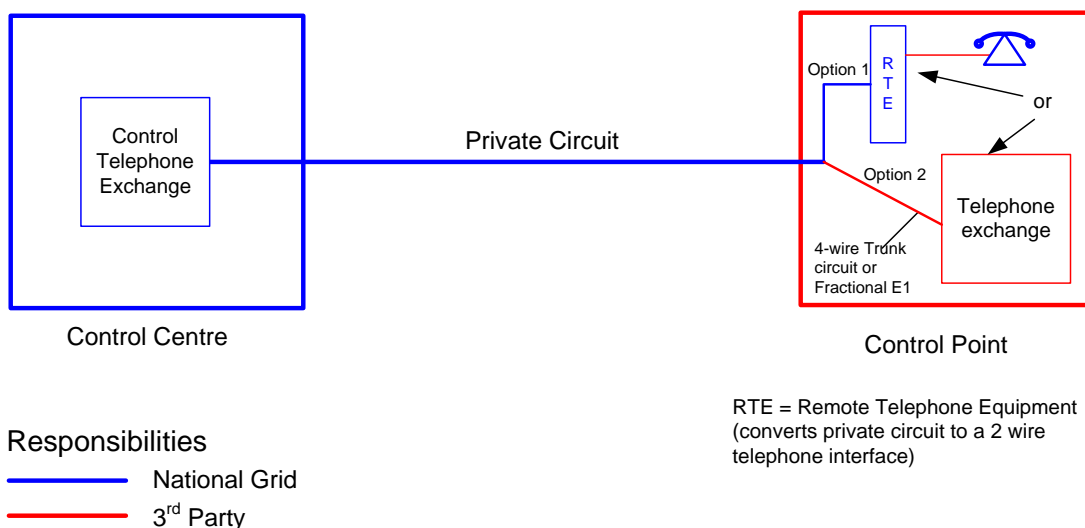 Control
Telephone
Exchange
Control Centre
Private Circuit
Option 1
R
T
E
or
Option 2
Telephone
exchange
4-wire Trunk
circuit or
Fractional E1
Control Point
RTE = Remote Telephone Equipment
(converts private circuit to a 2 wire
telephone interface)
Responsibilities
National Grid
3rd Party